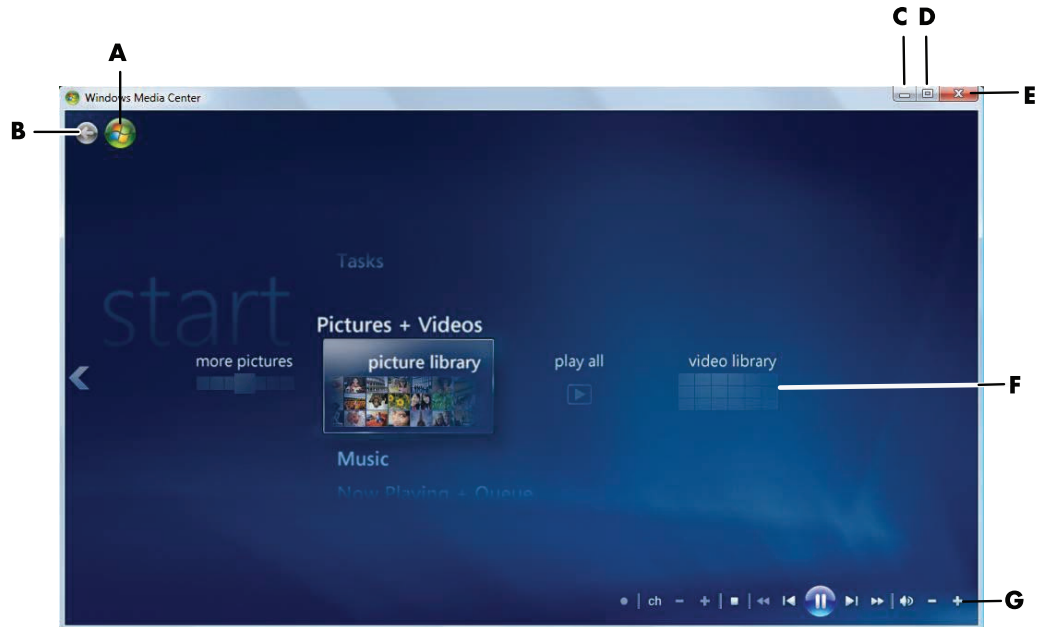 C D
A
Windows Media Center
E
B
Tasks
start
Pictures + Videos
more pictures
picture library
play all
video library
F
Music
Now Playing + Queue
ch
G